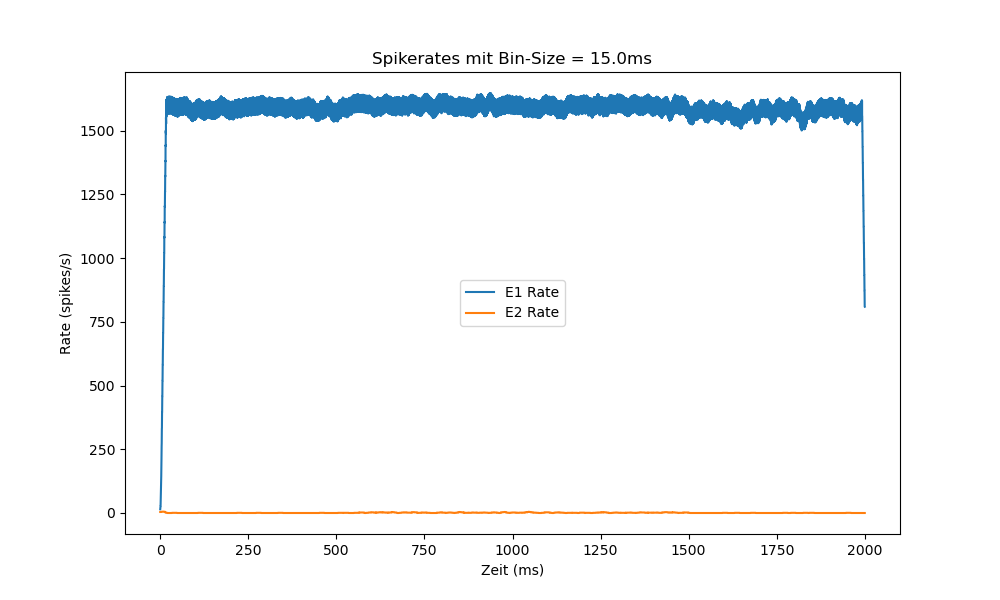 Spikerates mit Bin-Size = 15.0ms
1500
1250
1000
750
500
250
0
Rate (spikes/s)
E1 Rate
E2 Rate
0 250 500 750 1000 1250 1500 1750 2000
Zeit (ms)